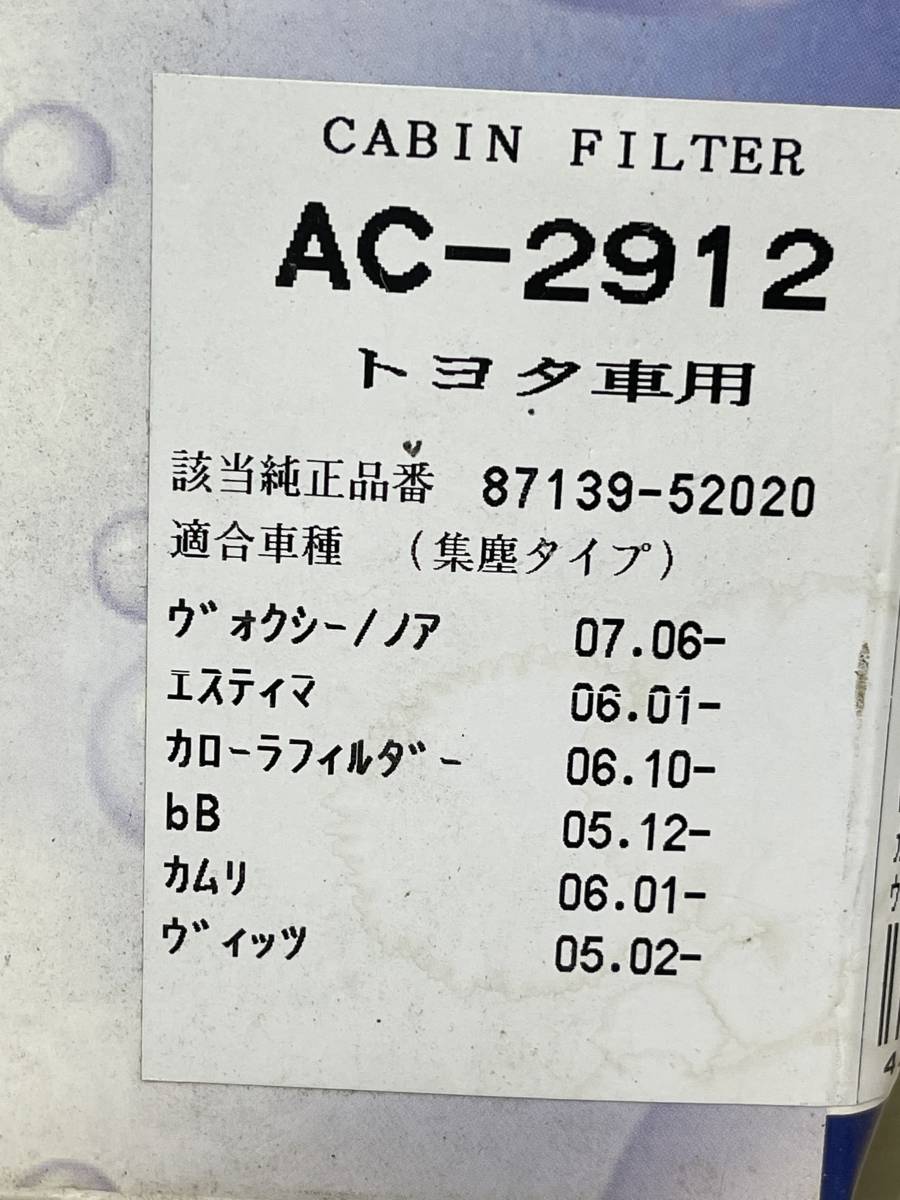 CABIN FILTER
AC-2912
トヨタ車用
該当純正品番 87139-52020
適合車種 (集塵タイプ)
ヴォクシー/ノア 07.06-
エスティマ 06.01-
カローラフィルダー 06.10-
bB 05.12-
カムリ 06.01-
ヴィッツ 05.02-